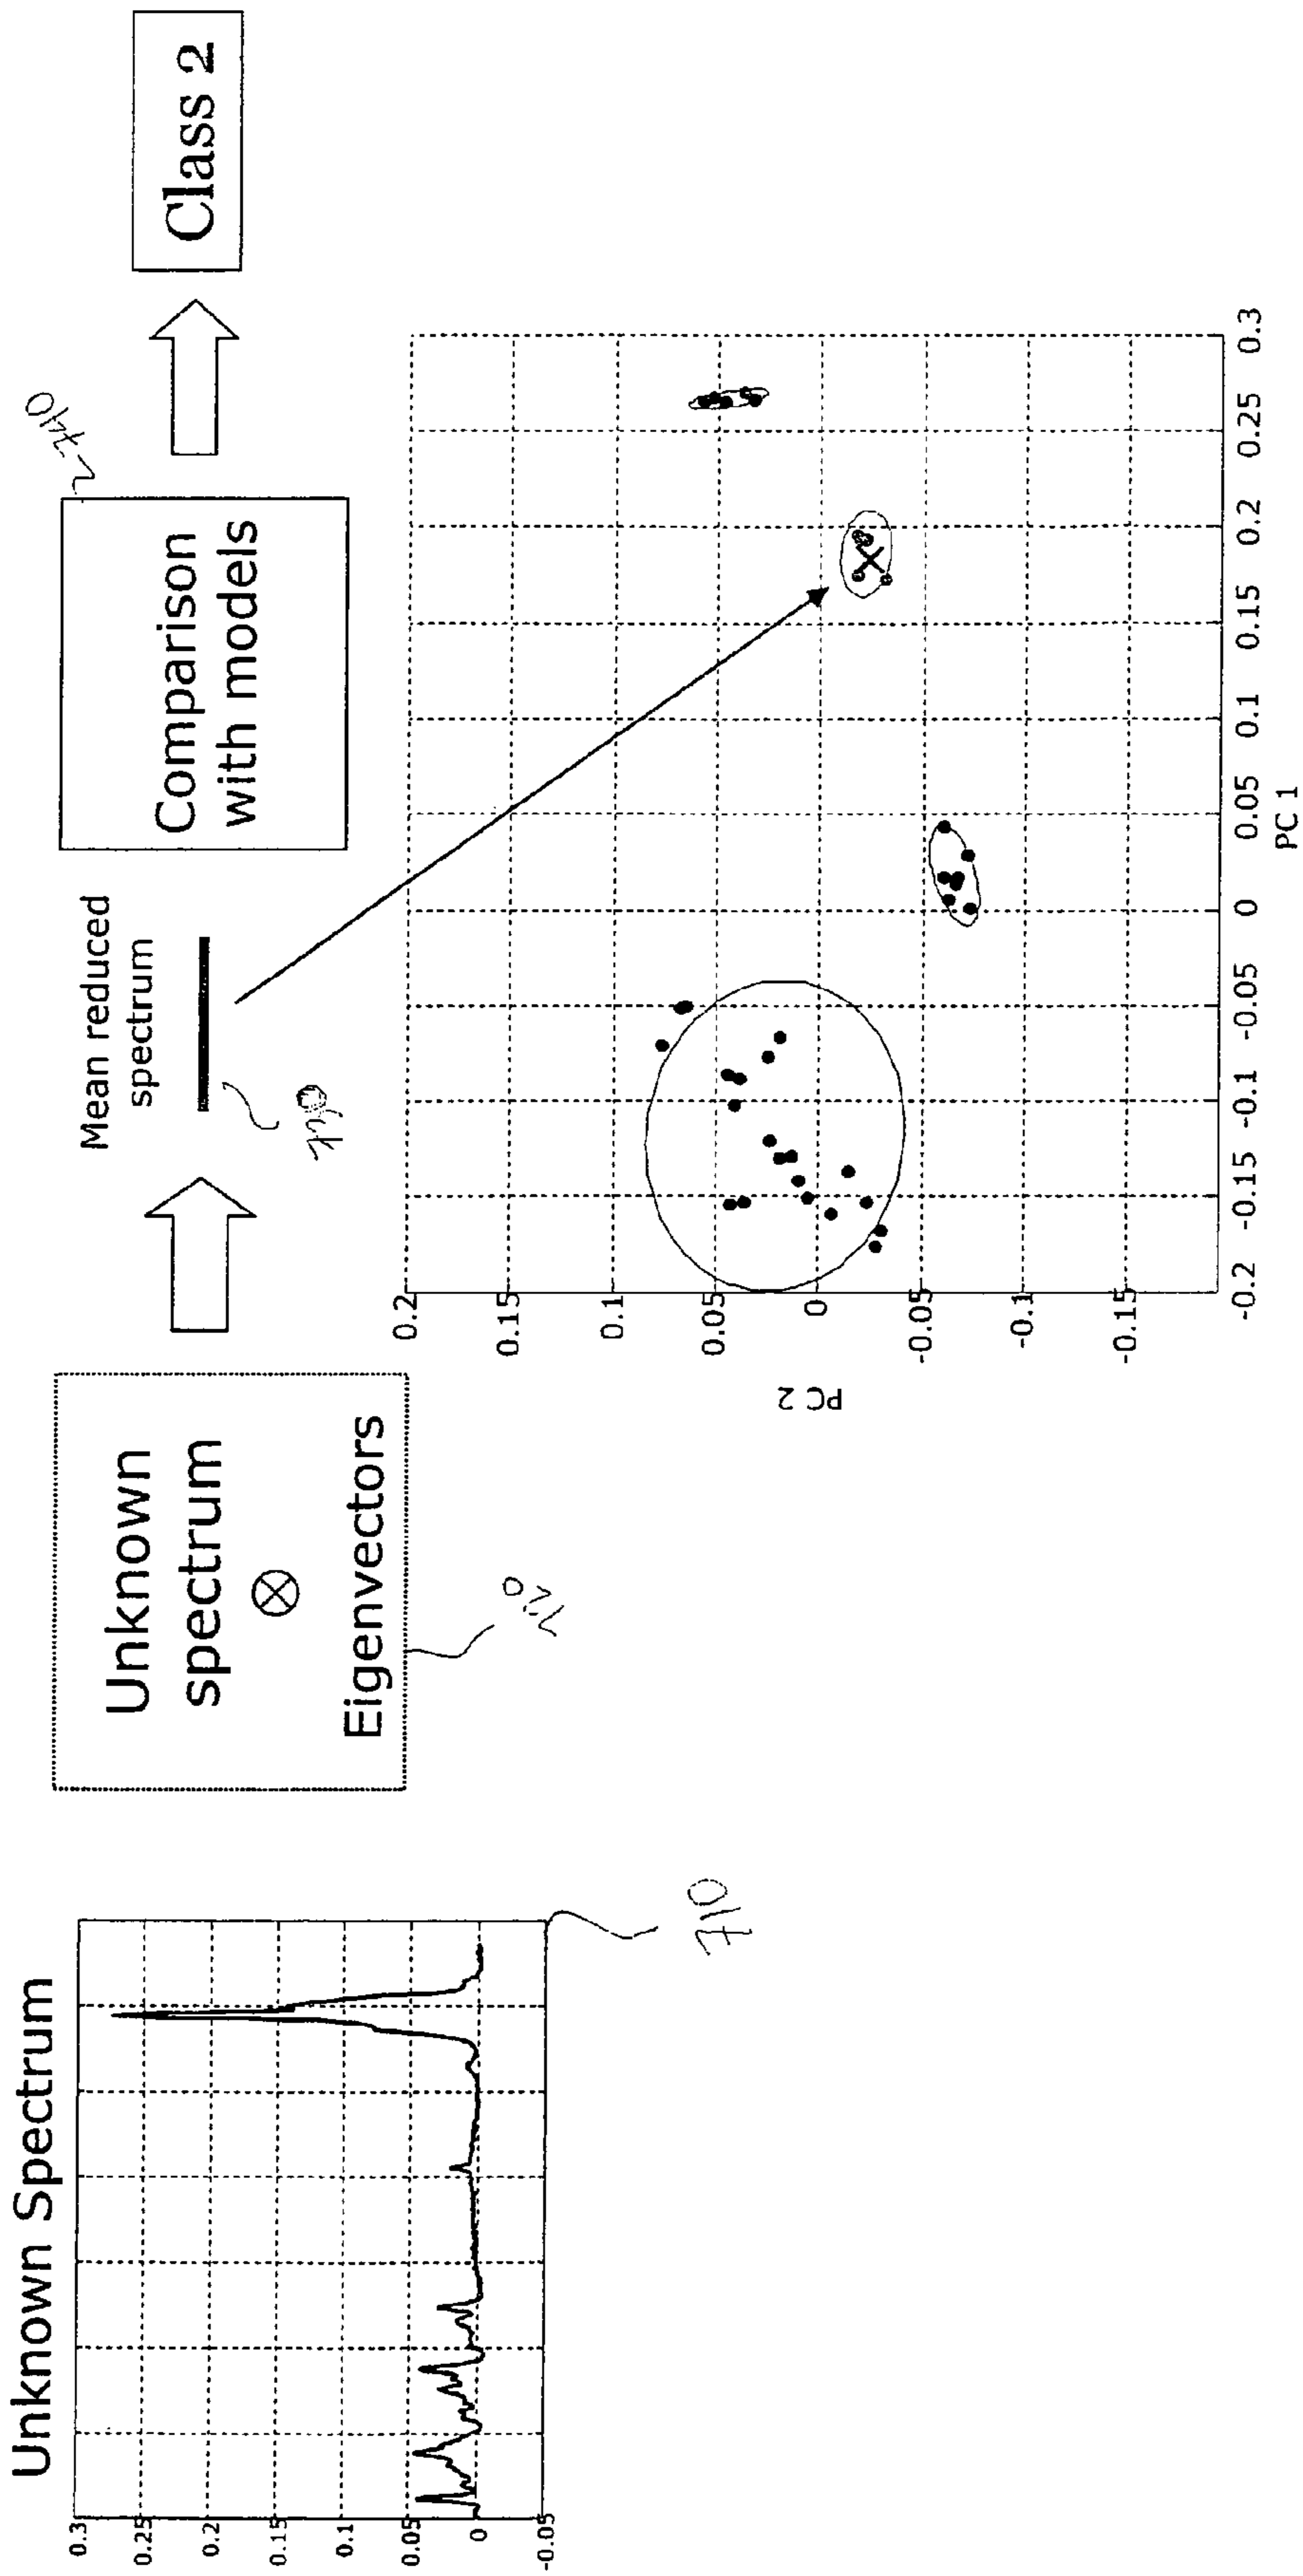 Unknown Spectrum
0.3
0.25
0.2
0.15
0.1
0.05
0
-0.05
710
Unknown
spectrum
Eigenvectors
720
Mean reduced
spectrum
Comparison
with models
740
Class 2
0.2
0.15
0.1
0.05
0
-0.05
-0.1
-0.15
PC 2
-0.2
-0.15
-0.1
-0.05
0
0.05
0.1
0.15
0.2
0.25
0.3
PC 1